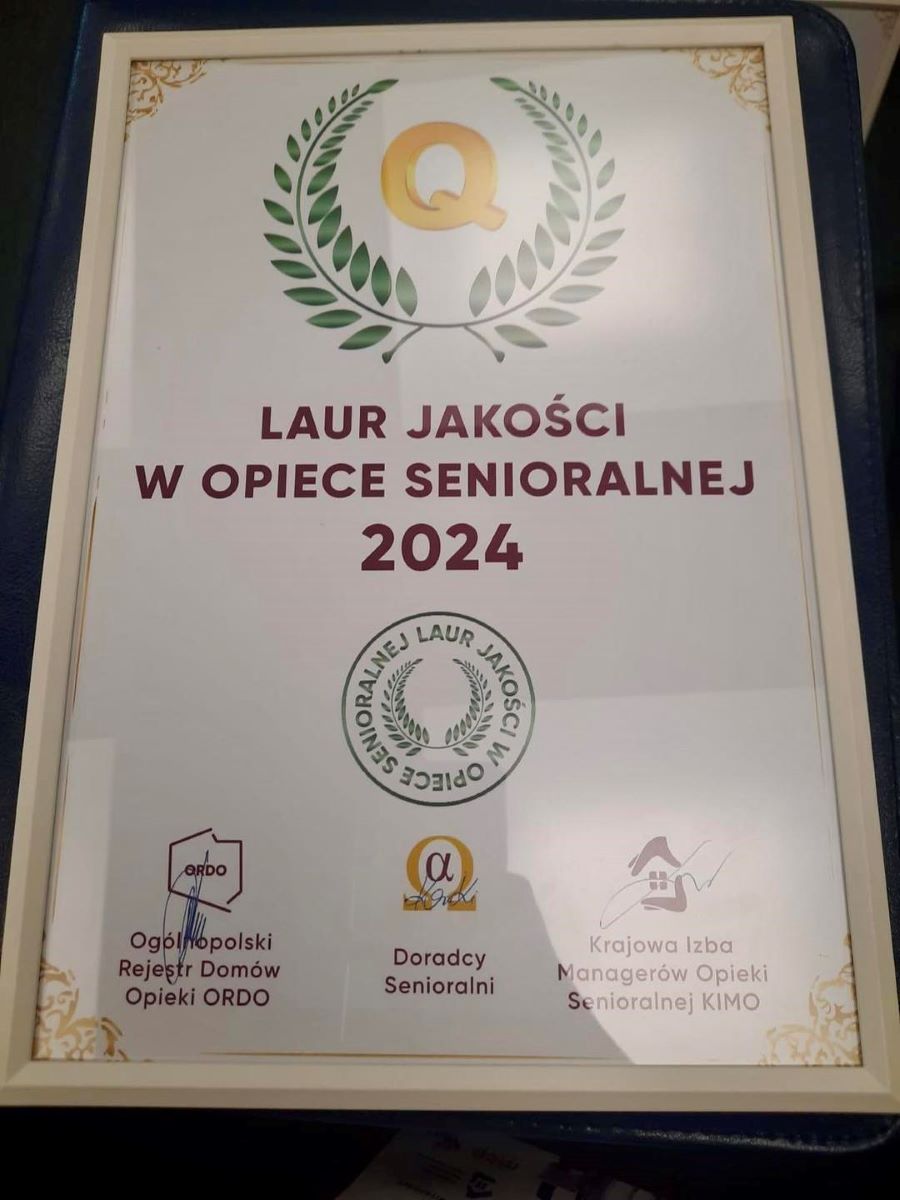 Q
LAUR JAKOŚCI
W OPIECE SENIORALNEJ
2024
LAUR JAKOŚCI W OPIECE SENIORALNEJ
ORDO
Ogólnopolski
Rejestr Domów
Opieki ORDO
α
Doradcy
Senioralni
Krajowa Izba
Managerów Opieki
Senioralnej KIMO